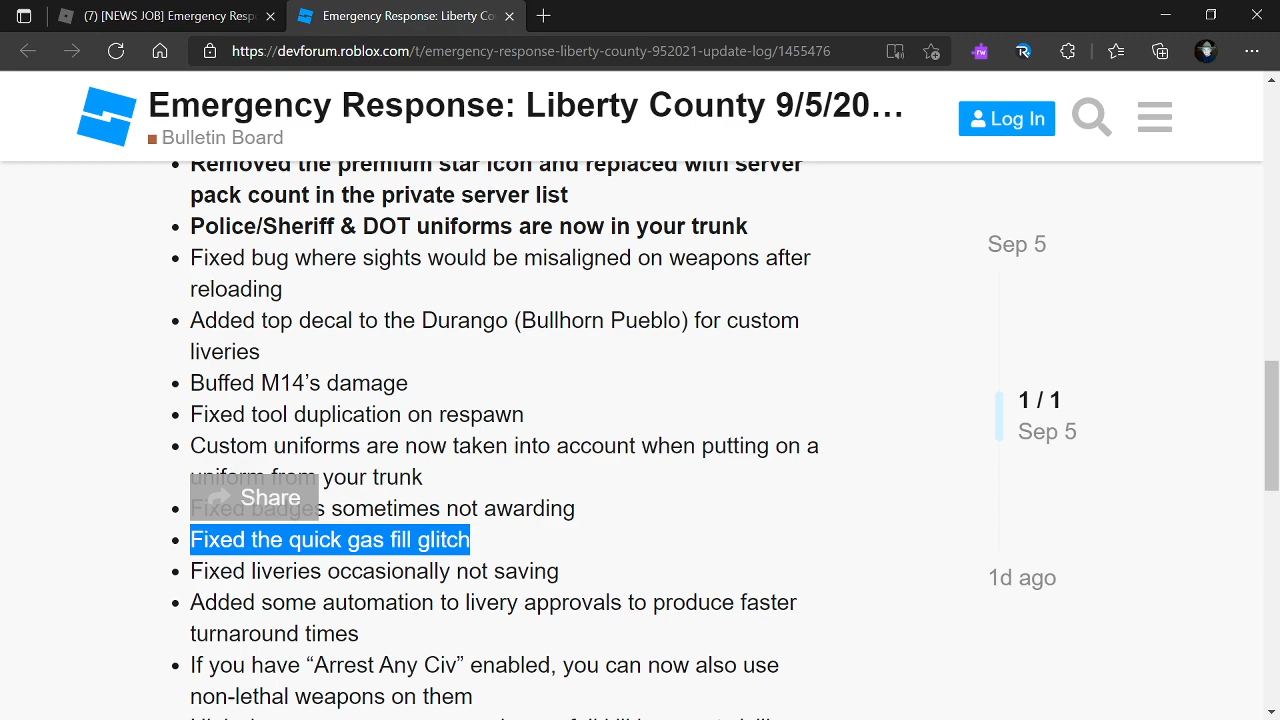 (7) [NEWS JOB] Emergency Resp
Emergency Response: Liberty Co
https://devforum.roblox.com/t/emergency-response-liberty-county-952021-update-log/1455476
Emergency Response: Liberty County 9/5/20...
Bulletin Board
Log In
Removed the premium star icon and replaced with server
pack count in the private server list
Police/Sheriff & DOT uniforms are now in your trunk
Fixed bug where sights would be misaligned on weapons after
reloading
Added top decal to the Durango (Bullhorn Pueblo) for custom
liveries
Buffed M14’s damage
Fixed tool duplication on respawn
Custom uniforms are now taken into account when putting on a
uniform from your trunk
Share
Fixed badges sometimes not awarding
Fixed the quick gas fill glitch
Fixed liveries occasionally not saving
Added some automation to livery approvals to produce faster
turnaround times
If you have “Arrest Any Civ” enabled, you can now also use
non-lethal weapons on them
Sep 5
1 / 1
Sep 5
1d ago